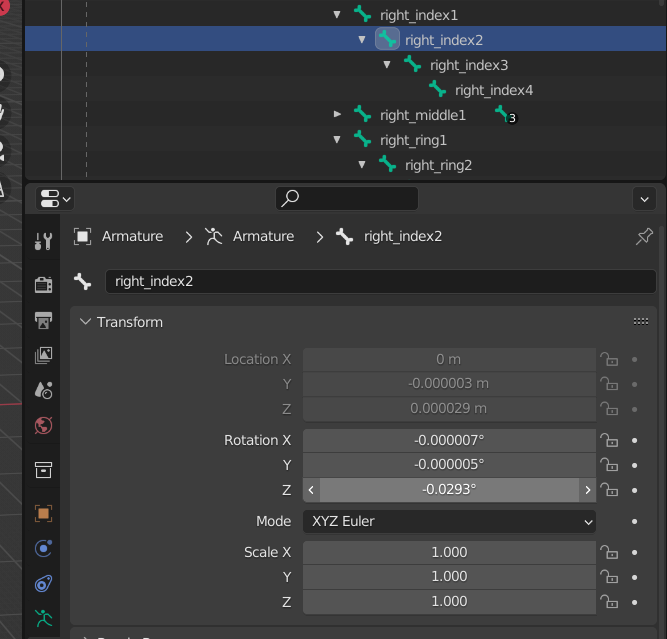 right_index1
right_index2
right_index3
right_index4
right_middle1 3
right_ring1
right_ring2
Armature > Armature > right_index2
right_index2
Transform
Location X 0 m
Y -0.000003 m
Z 0.000029 m
Rotation X -0.000007°
Y -0.000005°
Z -0.0293°
Mode XYZ Euler
Scale X 1.000
Y 1.000
Z 1.000